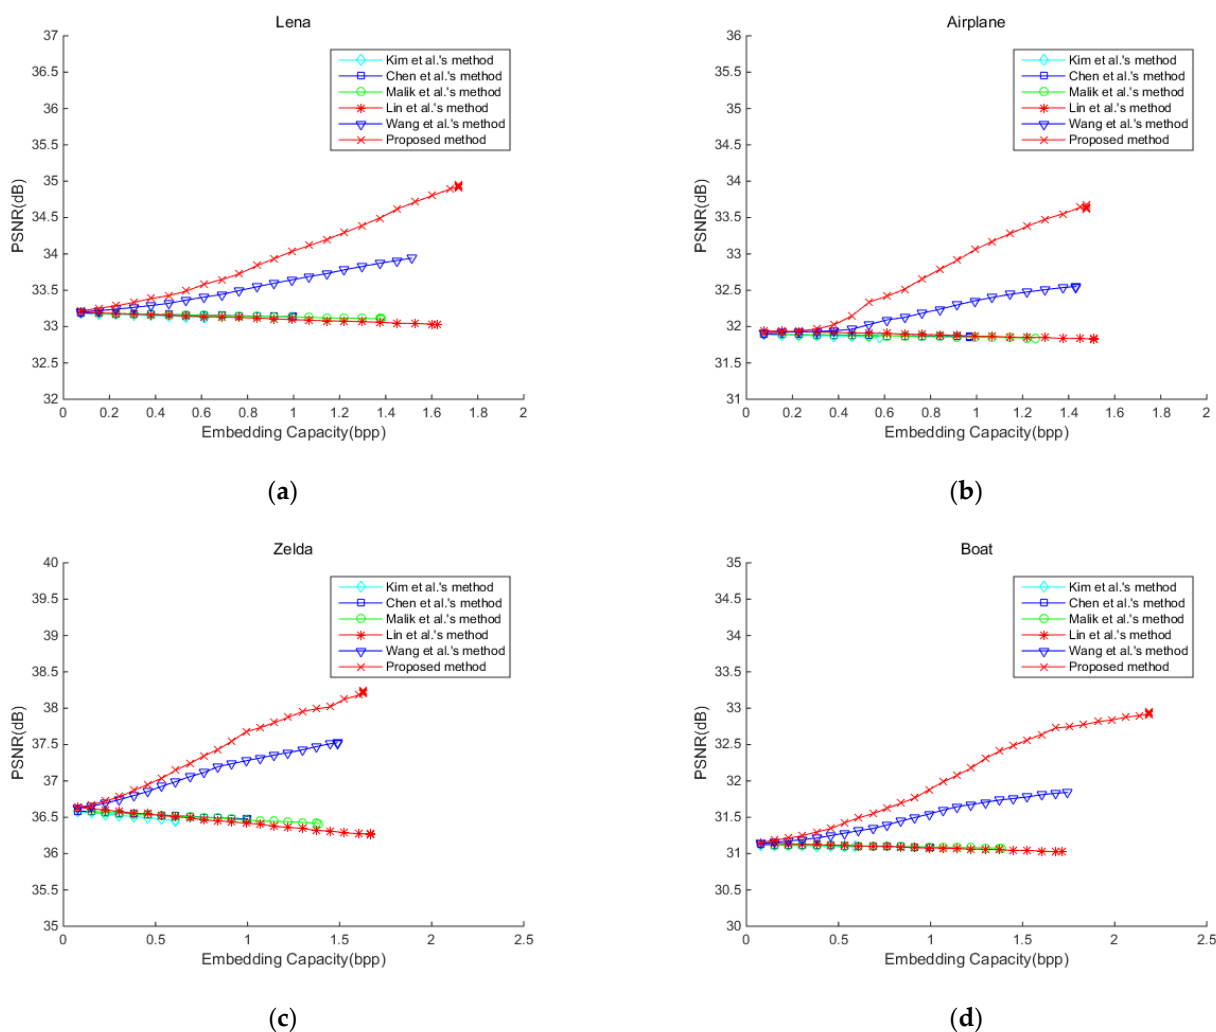 Lena
37
36.5
36
35.5
35
34.5
34
33.5
33
32.5
32
PSNR(dB)
Kim et al.'s method
Chen et al.'s method
Malik et al.'s method
Lin et al.'s method
Wang et al.'s method
Proposed method
0 0.2 0.4 0.6 0.8 1 1.2 1.4 1.6 1.8 2
Embedding Capacity(bpp)
(a)
Airplane
36
35.5
35
34.5
34
33.5
33
32.5
32
31.5
31
PSNR(dB)
Kim et al.'s method
Chen et al.'s method
Malik et al.'s method
Lin et al.'s method
Wang et al.'s method
Proposed method
0 0.2 0.4 0.6 0.8 1 1.2 1.4 1.6 1.8 2
Embedding Capacity(bpp)
(b)
Zelda
40
39.5
39
38.5
38
37.5
37
36.5
36
35.5
35
PSNR(dB)
Kim et al.'s method
Chen et al.'s method
Malik et al.'s method
Lin et al.'s method
Wang et al.'s method
Proposed method
0 0.5 1 1.5 2 2.5
Embedding Capacity(bpp)
(c)
Boat
35
34.5
34
33.5
33
32.5
32
31.5
31
30.5
30
PSNR(dB)
Kim et al.'s method
Chen et al.'s method
Malik et al.'s method
Lin et al.'s method
Wang et al.'s method
Proposed method
0 0.5 1 1.5 2 2.5
Embedding Capacity(bpp)
(d)